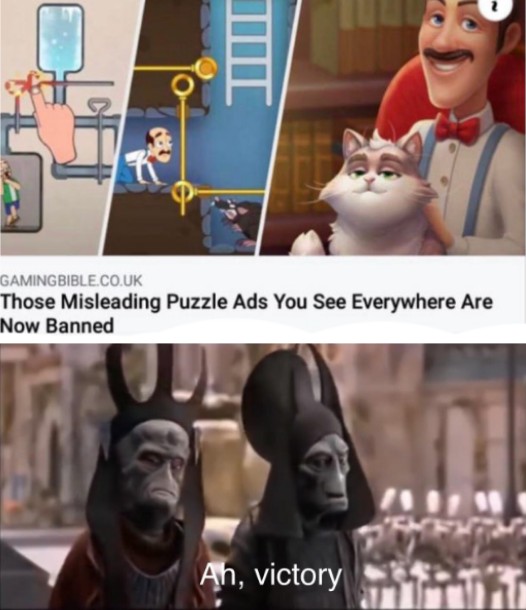 GAMINGBIBLE.CO.UK
Those Misleading Puzzle Ads You See Everywhere Are
Now Banned
Ah, victory